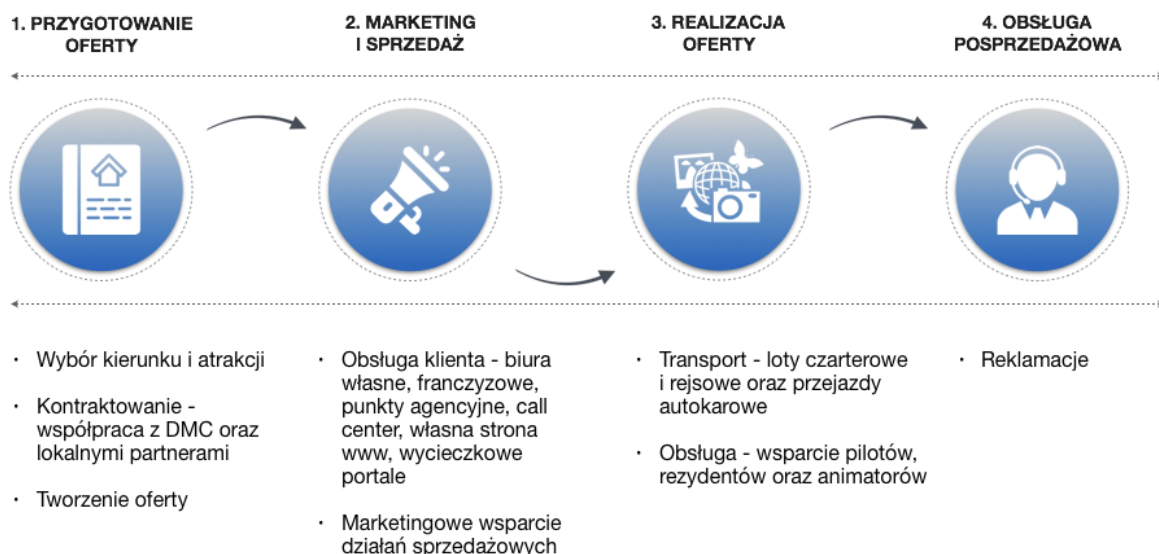 1. PRZYGOTOWANIE
OFERTY
2. MARKETING
I SPRZEDAŻ
3. REALIZACJA
OFERTY
4. OBSŁUGA
POSPRZEDAŻOWA
· Wybór kierunku i atrakcji
· Kontraktowanie -
współpraca z DMC oraz
lokalnymi partnerami
· Tworzenie oferty
· Obsługa klienta - biura
własne, franczyzowe,
punkty agencyjne, call
center, własna strona
www, wycieczkowe
portale
· Marketingowe wsparcie
działań sprzedażowych
· Transport - loty czarterowe
i rejsowe oraz przejazdy
autokarowe
· Obsługa - wsparcie pilotów,
rezydentów oraz animatorów
· Reklamacje